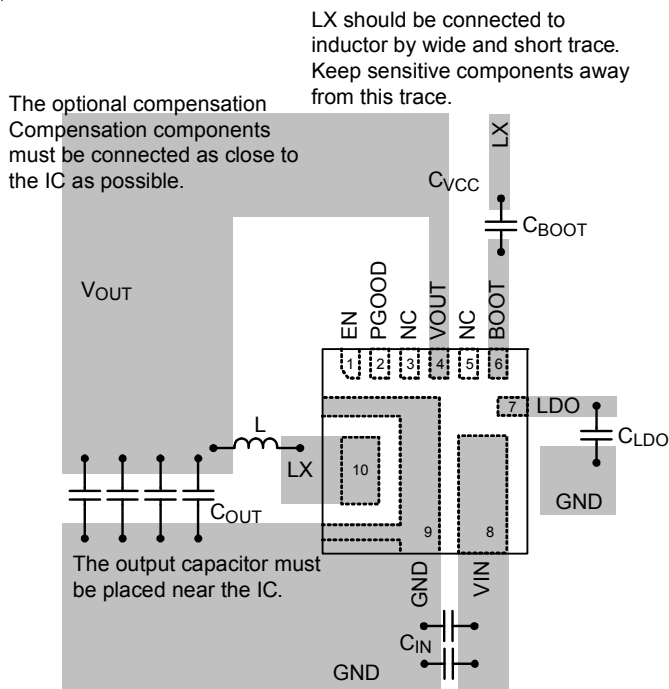 LX should be connected to
inductor by wide and short trace.
Keep sensitive components away
from this trace.
The optional compensation
Compensation components
must be connected as close to
the IC as possible.
LX
CVCC
CBOOT
VOUT
EN
PGOOD
NC
VOUT
NC
BOOT
1
2
3
4
5
6
7
LDO
CLDO
GND
L
LX
10
COUT
9
8
The output capacitor must
be placed near the IC.
GND
VIN
CIN
GND